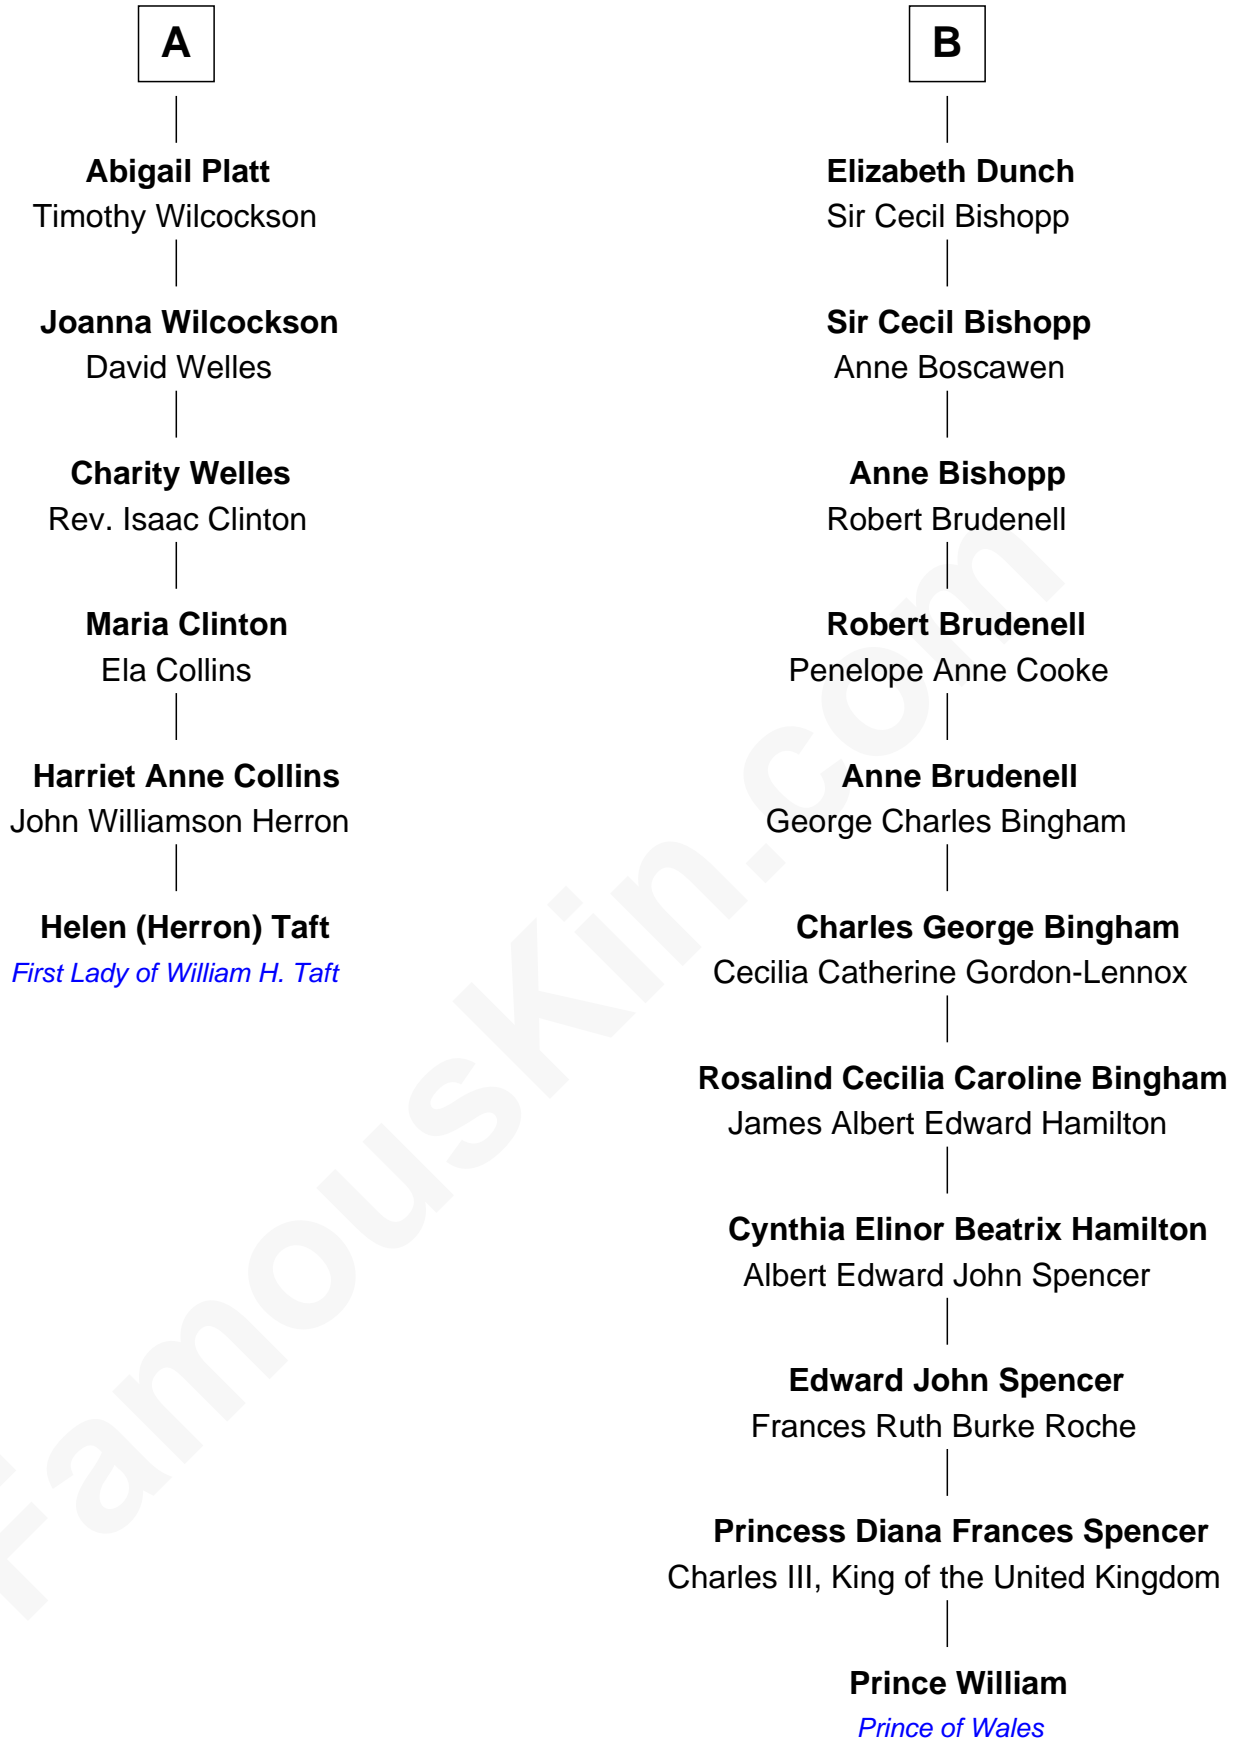 A
Abigail Platt
Timothy Wilcockson
Joanna Wilcockson
David Welles
Charity Welles
Rev. Isaac Clinton
Maria Clinton
Ela Collins
Harriet Anne Collins
John Williamson Herron
Helen (Herron) Taft
First Lady of William H. Taft
B
Elizabeth Dunch
Sir Cecil Bishopp
Sir Cecil Bishopp
Anne Boscawen
Anne Bishopp
Robert Brudenell
Robert Brudenell
Penelope Anne Cooke
Anne Brudenell
George Charles Bingham
Charles George Bingham
Cecilia Catherine Gordon-Lennox
Rosalind Cecilia Caroline Bingham
James Albert Edward Hamilton
Cynthia Elinor Beatrix Hamilton
Albert Edward John Spencer
Edward John Spencer
Frances Ruth Burke Roche
Princess Diana Frances Spencer
Charles III, King of the United Kingdom
Prince William
Prince of Wales
FamousKin.com